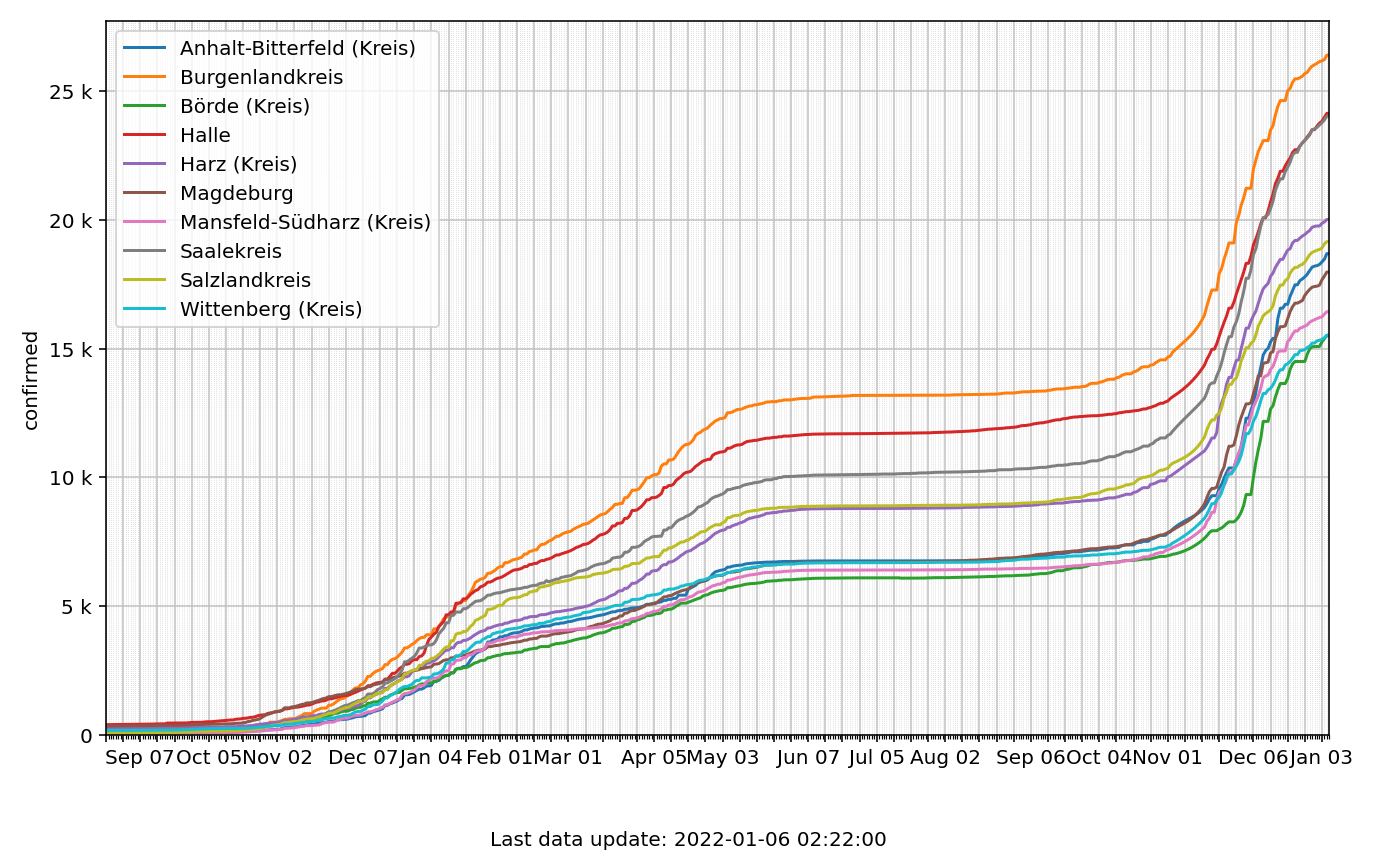 25 k
20 k
15 k
10 k
5 k
0
confirmed
Anhalt-Bitterfeld (Kreis)
Burgenlandkreis
Börde (Kreis)
Halle
Harz (Kreis)
Magdeburg
Mansfeld-Südharz (Kreis)
Saalekreis
Salzlandkreis
Wittenberg (Kreis)
Sep 07 Oct 05 Nov 02 Dec 07 Jan 04 Feb 01 Mar 01 Apr 05 May 03 Jun 07 Jul 05 Aug 02 Sep 06 Oct 04 Nov 01 Dec 06 Jan 03
Last data update: 2022-01-06 02:22:00